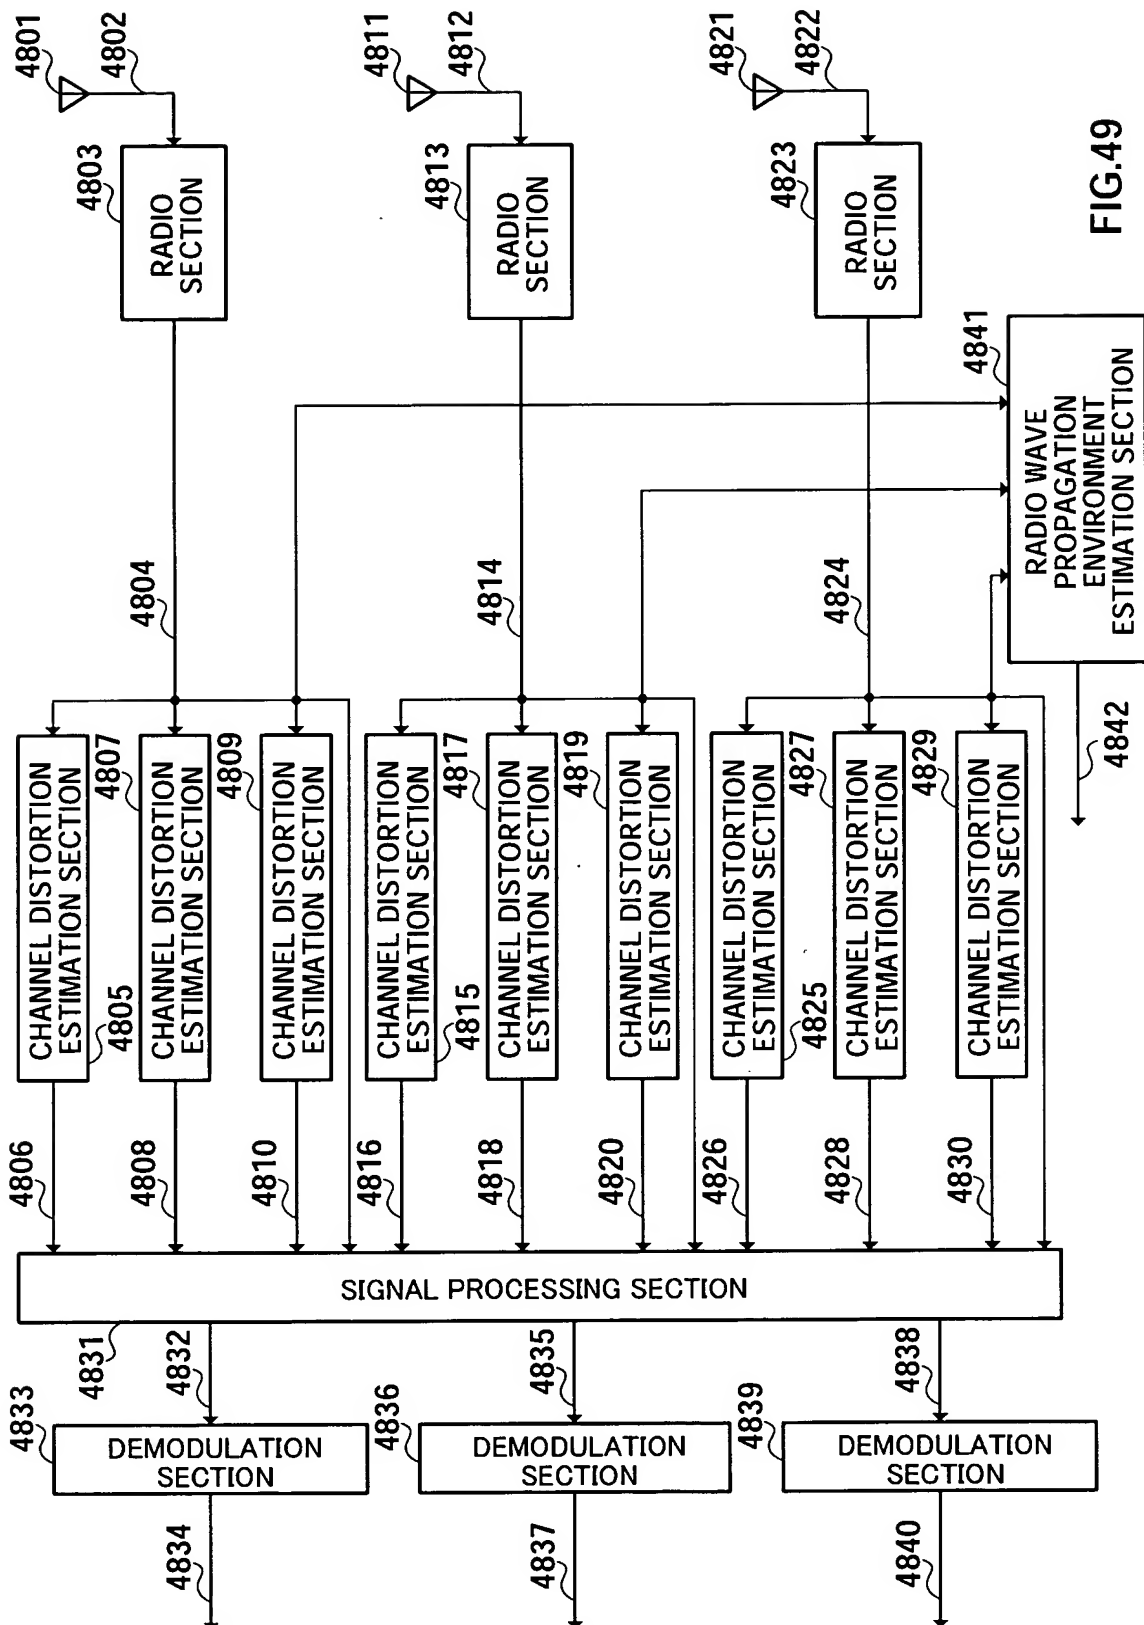 4801
4802
4803
RADIO
SECTION
4804
4811
4812
4813
RADIO
SECTION
4814
4821
4822
4823
RADIO
SECTION
4824
CHANNEL DISTORTION
ESTIMATION SECTION
4805
4806
4807
CHANNEL DISTORTION
ESTIMATION SECTION
4808
4809
CHANNEL DISTORTION
ESTIMATION SECTION
4810
CHANNEL DISTORTION
ESTIMATION SECTION
4815
4816
4817
CHANNEL DISTORTION
ESTIMATION SECTION
4818
4819
CHANNEL DISTORTION
ESTIMATION SECTION
4820
CHANNEL DISTORTION
ESTIMATION SECTION
4825
4826
4827
CHANNEL DISTORTION
ESTIMATION SECTION
4828
4829
CHANNEL DISTORTION
ESTIMATION SECTION
4830
4841
RADIO WAVE
PROPAGATION
ENVIRONMENT
ESTIMATION SECTION
4842
SIGNAL PROCESSING SECTION
4831
4832
4833
DEMODULATION
SECTION
4834
4835
4836
DEMODULATION
SECTION
4837
4838
4839
DEMODULATION
SECTION
4840
FIG.49